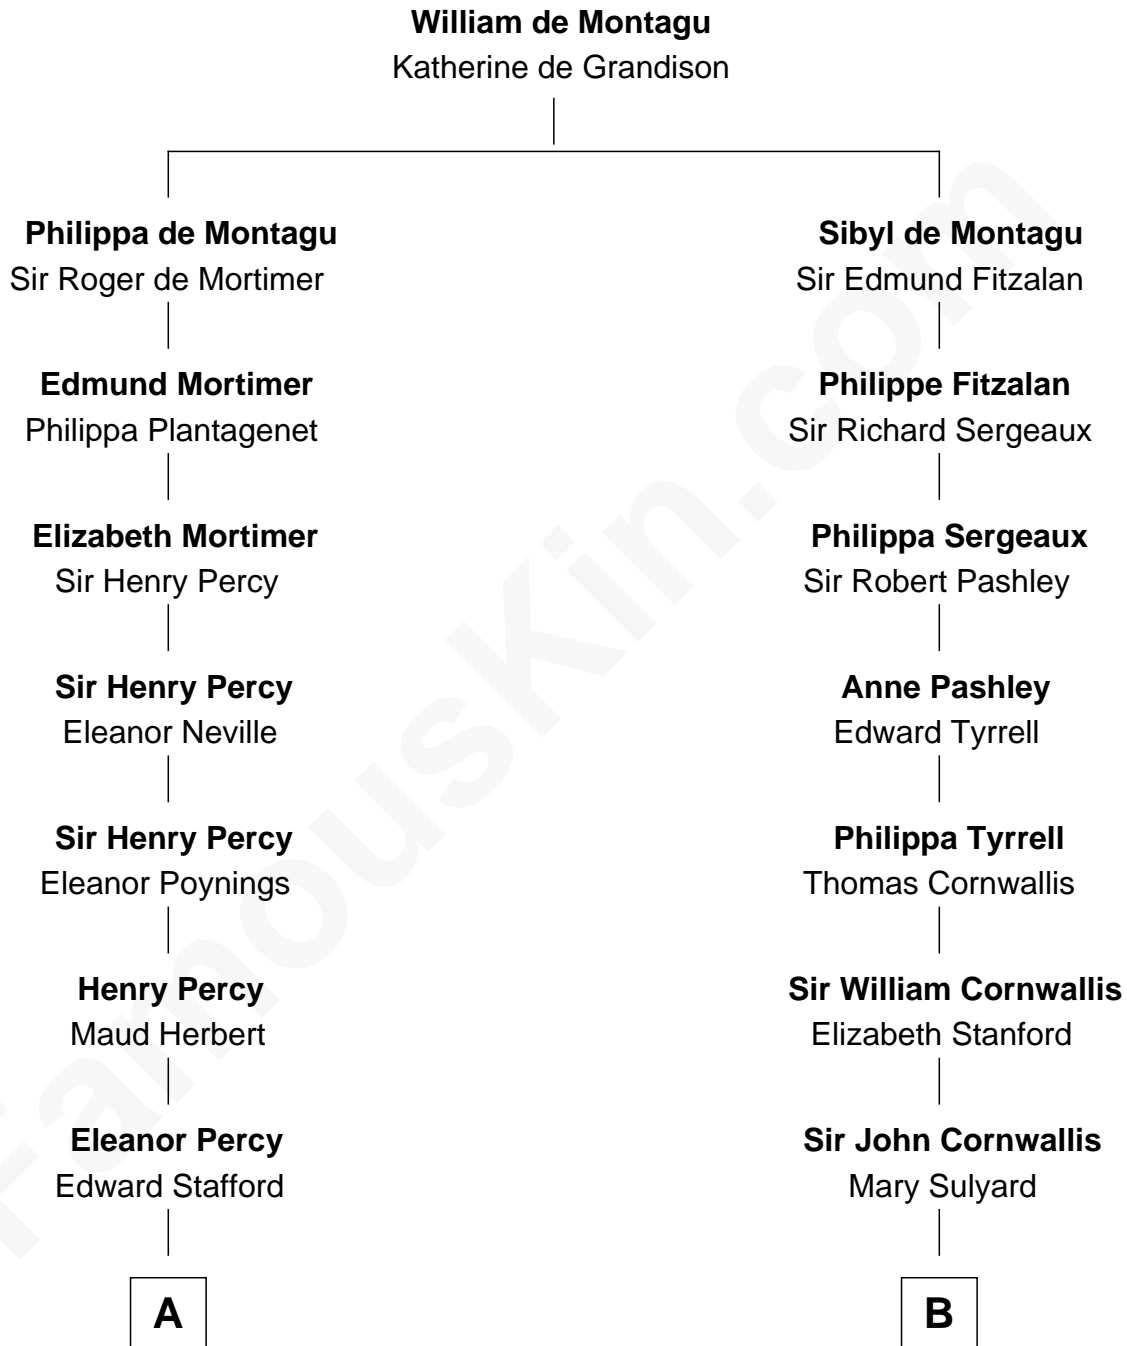 William de Montagu
Katherine de Grandison
Philippa de Montagu
Sir Roger de Mortimer
Sibyl de Montagu
Sir Edmund Fitzalan
Edmund Mortimer
Philippa Plantagenet
Philippe Fitzalan
Sir Richard Sergeaux
Elizabeth Mortimer
Sir Henry Percy
Philippa Sergeaux
Sir Robert Pashley
Sir Henry Percy
Eleanor Neville
Anne Pashley
Edward Tyrrell
Sir Henry Percy
Eleanor Poynings
Philippa Tyrrell
Thomas Cornwallis
Henry Percy
Maud Herbert
Sir William Cornwallis
Elizabeth Stanford
Eleanor Percy
Edward Stafford
Sir John Cornwallis
Mary Sulyard
A
B
FamousKin.com